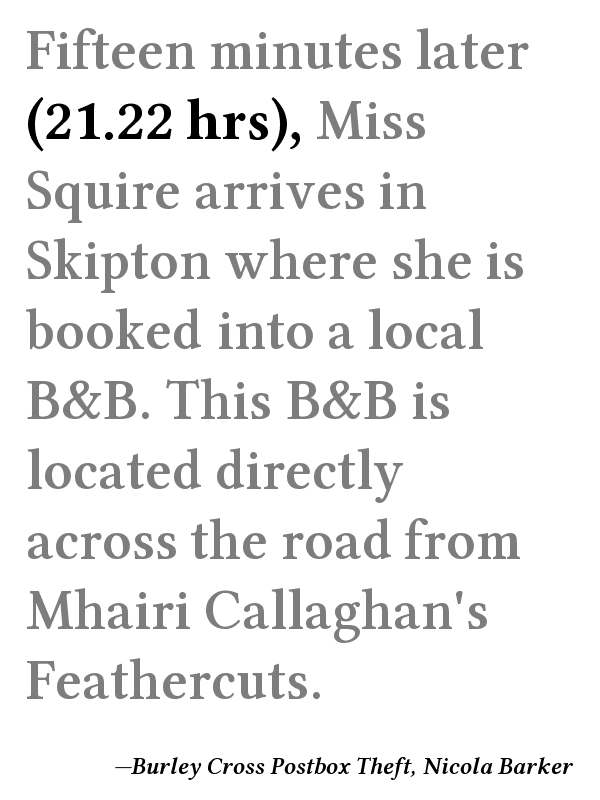 Fifteen minutes later
(21.22 hrs), Miss
Squire arrives in
Skipton where she is
booked into a local
B&B. This B&B is
located directly
across the road from
Mhairi Callaghan's
Feathercuts.
—Burley Cross Postbox Theft, Nicola Barker